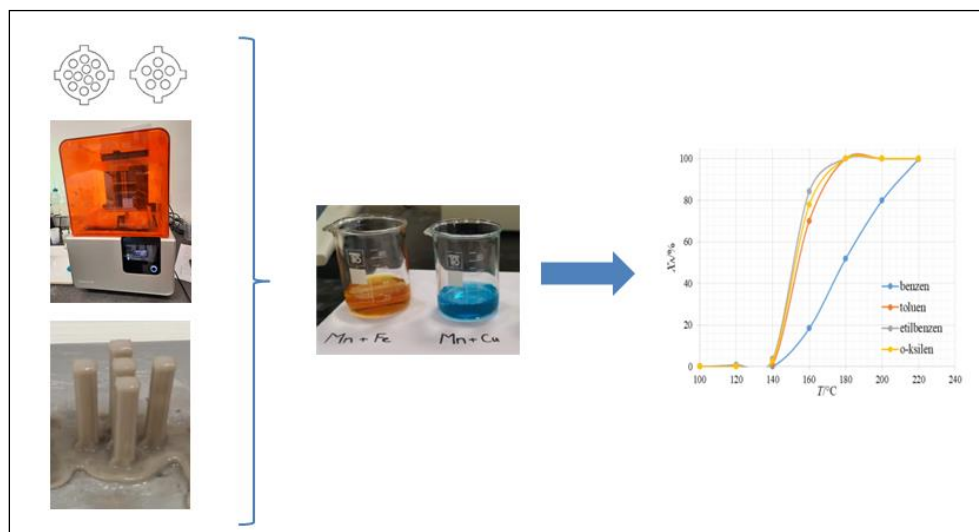 Mn + Fe
Mn + Cu
X_A/%
100
80
60
40
20
0
benzen
toluen
etilbenzen
o-ksilen
100 120 140 160 180 200 220 240
T/°C